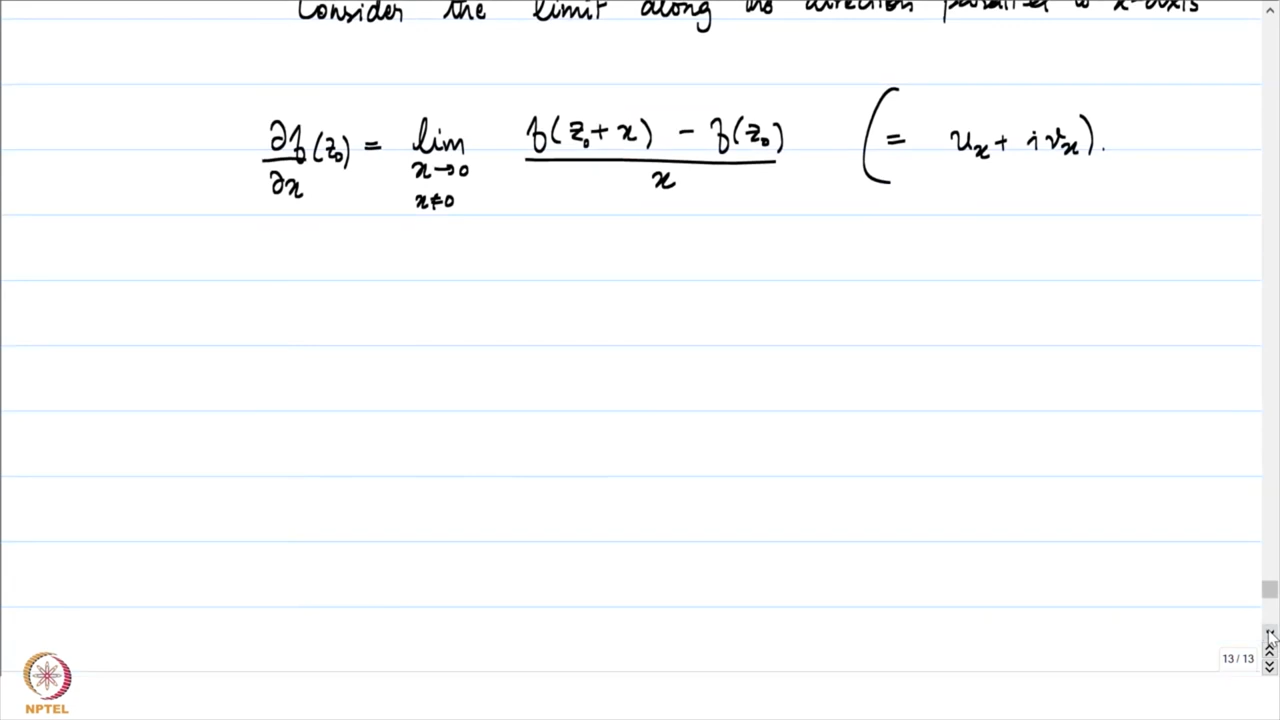 Consider the limit along the direction parallel to x-axis
∂f/∂x (z₀) = lim x→0 x≠0 (f(z₀+x) − f(z₀))/x (= uₓ + i vₓ).
13 / 13
NPTEL